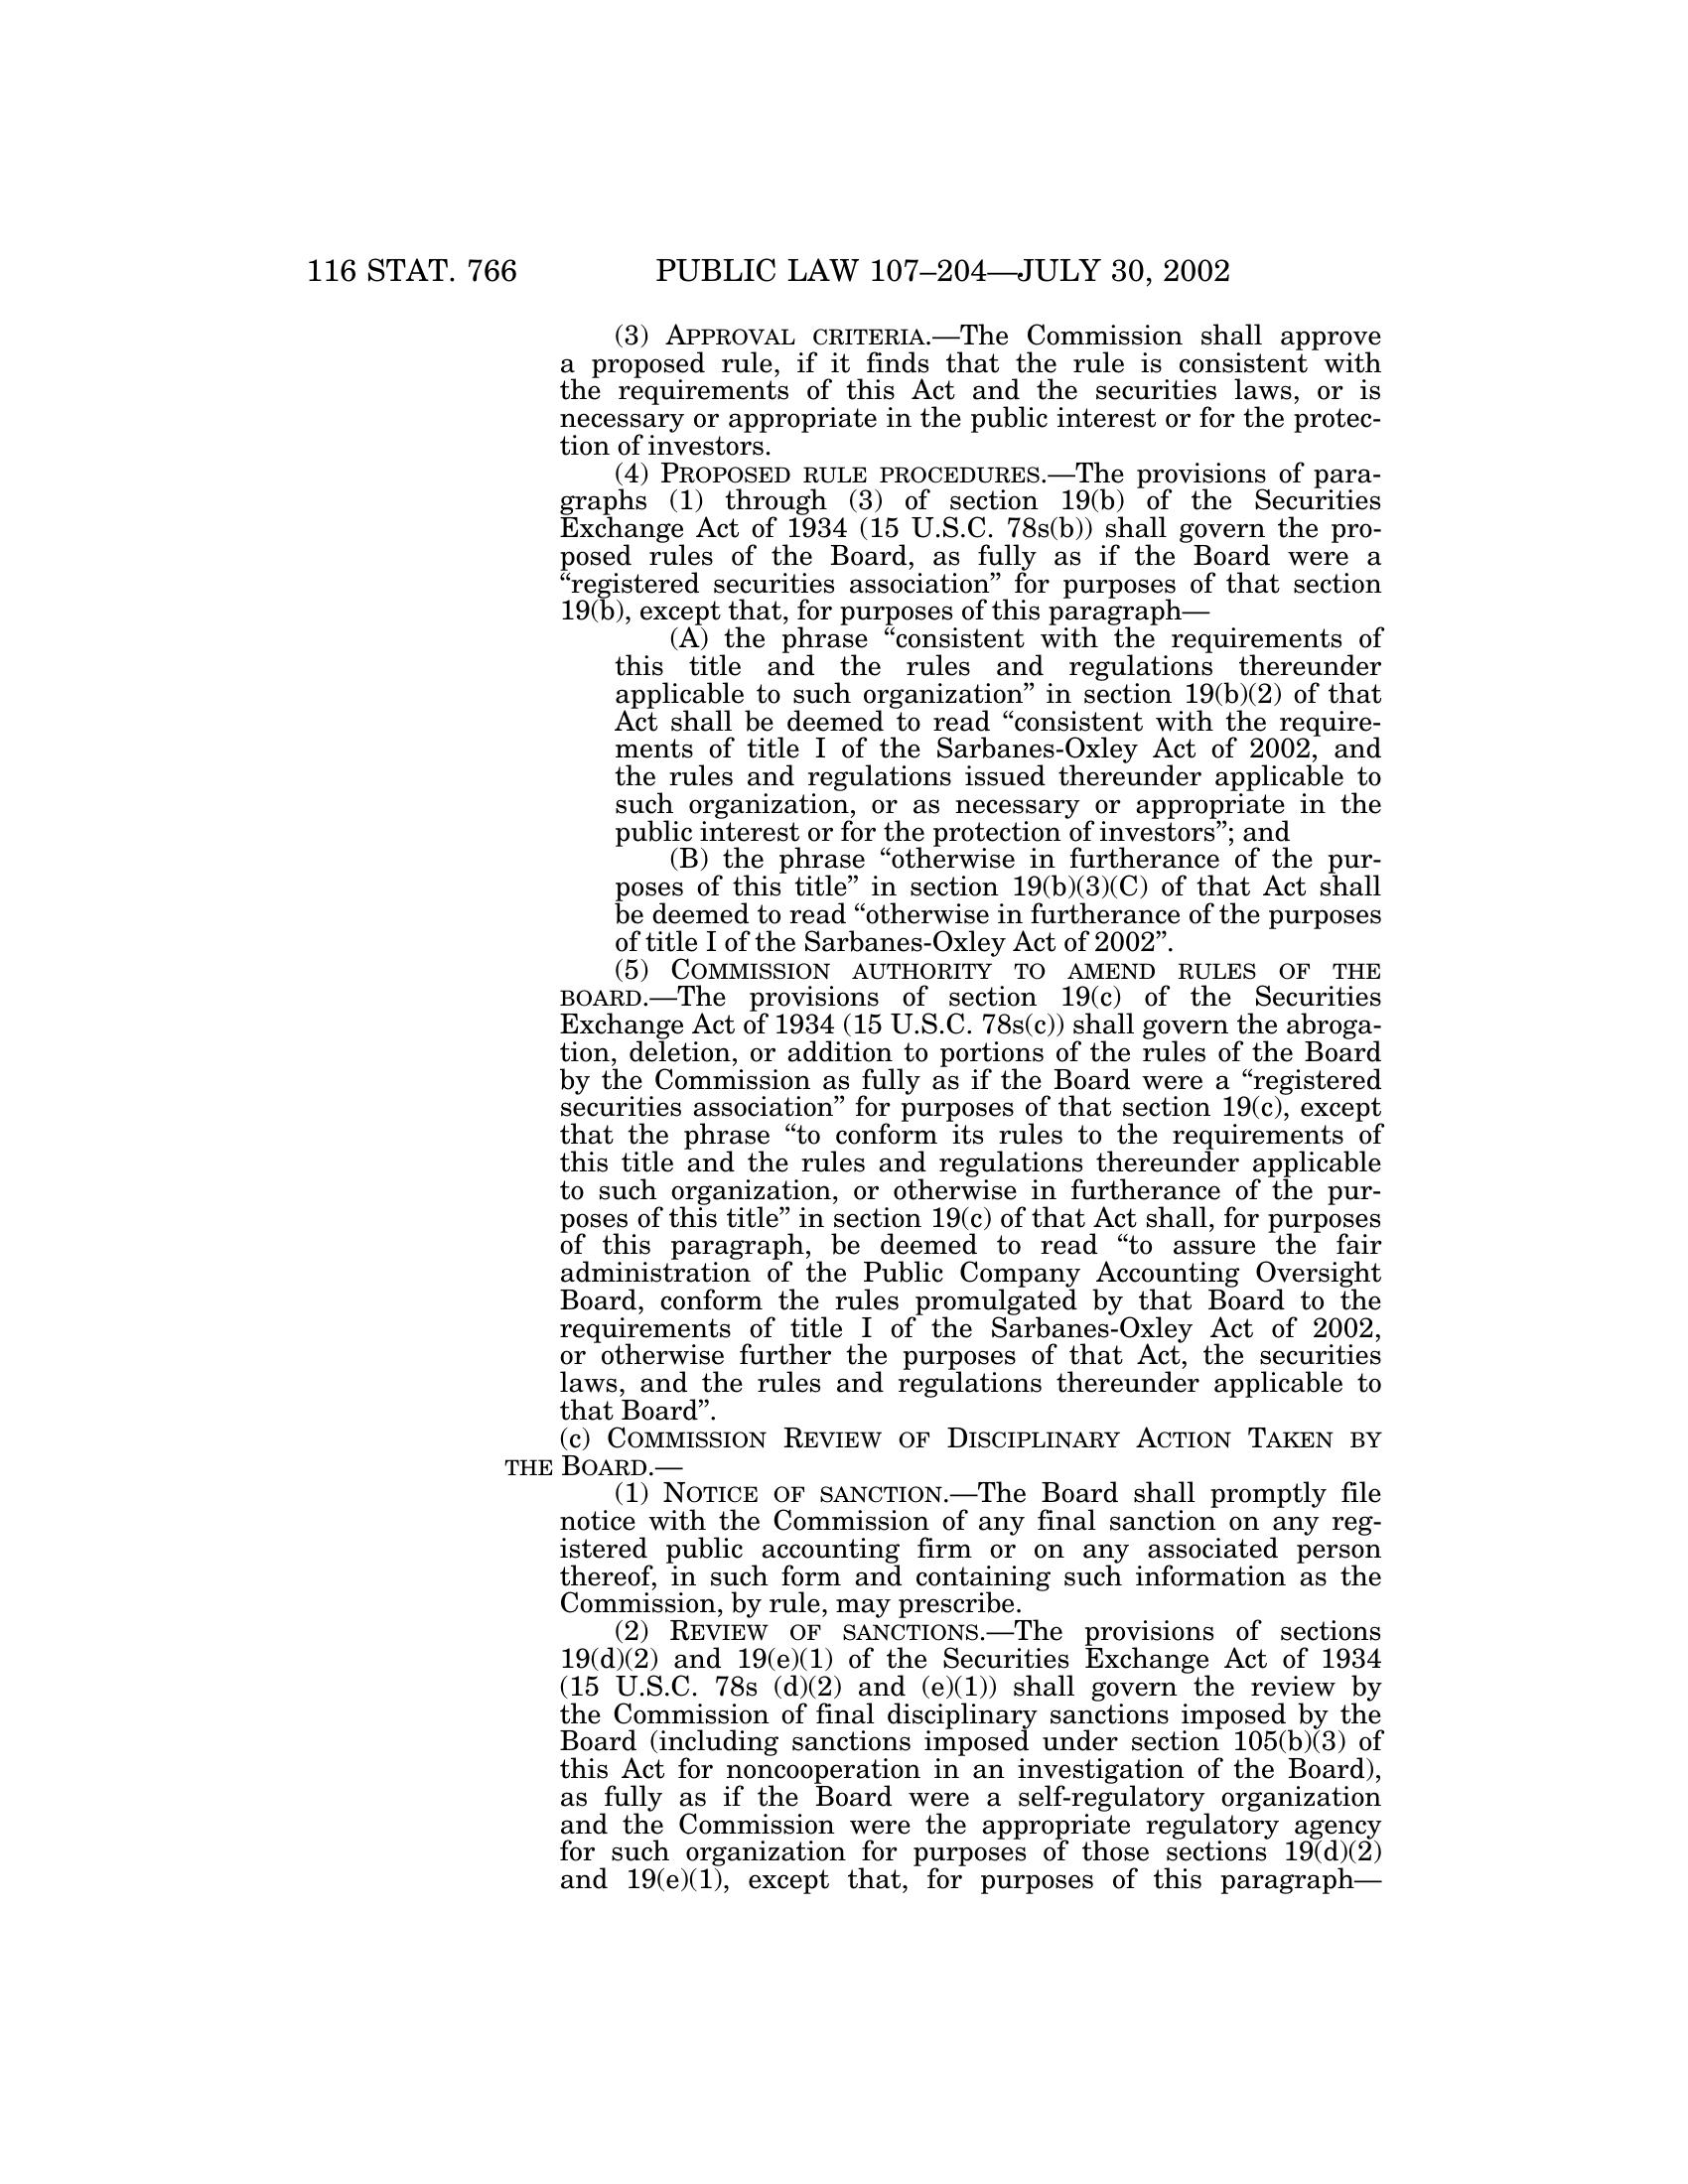 116 STAT. 766 PUBLIC LAW 107–204—JULY 30, 2002
(3) APPROVAL CRITERIA.—The Commission shall approve
a proposed rule, if it finds that the rule is consistent with
the requirements of this Act and the securities laws, or is
necessary or appropriate in the public interest or for the protec-
tion of investors.
(4) PROPOSED RULE PROCEDURES.—The provisions of para-
graphs (1) through (3) of section 19(b) of the Securities
Exchange Act of 1934 (15 U.S.C. 78s(b)) shall govern the pro-
posed rules of the Board, as fully as if the Board were a
“registered securities association” for purposes of that section
19(b), except that, for purposes of this paragraph—
(A) the phrase “consistent with the requirements of
this title and the rules and regulations thereunder
applicable to such organization” in section 19(b)(2) of that
Act shall be deemed to read “consistent with the require-
ments of title I of the Sarbanes-Oxley Act of 2002, and
the rules and regulations issued thereunder applicable to
such organization, or as necessary or appropriate in the
public interest or for the protection of investors”; and
(B) the phrase “otherwise in furtherance of the pur-
poses of this title” in section 19(b)(3)(C) of that Act shall
be deemed to read “otherwise in furtherance of the purposes
of title I of the Sarbanes-Oxley Act of 2002”.
(5) COMMISSION AUTHORITY TO AMEND RULES OF THE
BOARD.—The provisions of section 19(c) of the Securities
Exchange Act of 1934 (15 U.S.C. 78s(c)) shall govern the abroga-
tion, deletion, or addition to portions of the rules of the Board
by the Commission as fully as if the Board were a “registered
securities association” for purposes of that section 19(c), except
that the phrase “to conform its rules to the requirements of
this title and the rules and regulations thereunder applicable
to such organization, or otherwise in furtherance of the pur-
poses of this title” in section 19(c) of that Act shall, for purposes
of this paragraph, be deemed to read “to assure the fair
administration of the Public Company Accounting Oversight
Board, conform the rules promulgated by that Board to the
requirements of title I of the Sarbanes-Oxley Act of 2002,
or otherwise further the purposes of that Act, the securities
laws, and the rules and regulations thereunder applicable to
that Board”.
(c) COMMISSION REVIEW OF DISCIPLINARY ACTION TAKEN BY
THE BOARD.—
(1) NOTICE OF SANCTION.—The Board shall promptly file
notice with the Commission of any final sanction on any reg-
istered public accounting firm or on any associated person
thereof, in such form and containing such information as the
Commission, by rule, may prescribe.
(2) REVIEW OF SANCTIONS.—The provisions of sections
19(d)(2) and 19(e)(1) of the Securities Exchange Act of 1934
(15 U.S.C. 78s (d)(2) and (e)(1)) shall govern the review by
the Commission of final disciplinary sanctions imposed by the
Board (including sanctions imposed under section 105(b)(3) of
this Act for noncooperation in an investigation of the Board),
as fully as if the Board were a self-regulatory organization
and the Commission were the appropriate regulatory agency
for such organization for purposes of those sections 19(d)(2)
and 19(e)(1), except that, for purposes of this paragraph—